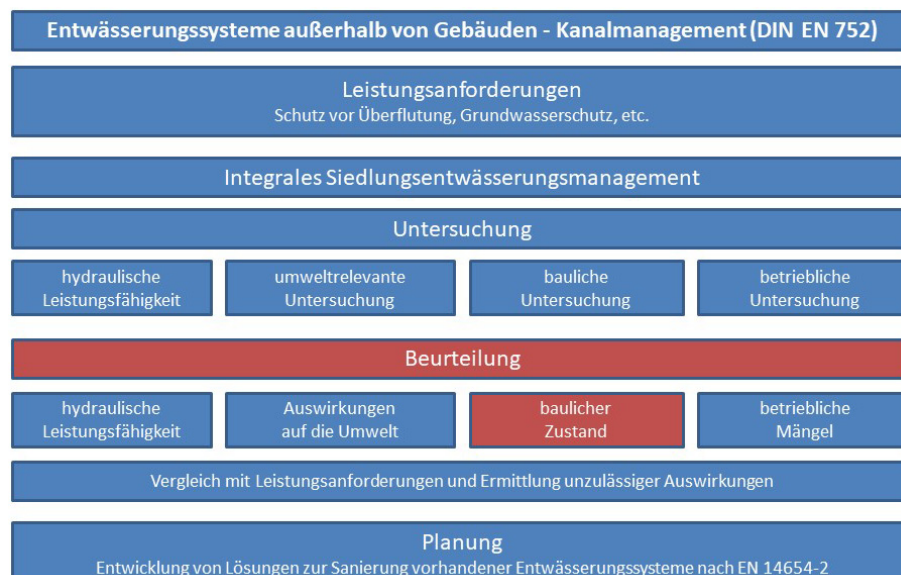 Entwässerungssysteme außerhalb von Gebäuden - Kanalmanagement (DIN EN 752)
Leistungsanforderungen
Schutz vor Überflutung, Grundwasserschutz, etc.
Integrales Siedlungsentwässerungsmanagement
Untersuchung
hydraulische
Leistungsfähigkeit
umweltrelevante
Untersuchung
bauliche
Untersuchung
betriebliche
Untersuchung
Beurteilung
hydraulische
Leistungsfähigkeit
Auswirkungen
auf die Umwelt
baulicher
Zustand
betriebliche
Mängel
Vergleich mit Leistungsanforderungen und Ermittlung unzulässiger Auswirkungen
Planung
Entwicklung von Lösungen zur Sanierung vorhandener Entwässerungssysteme nach EN 14654-2